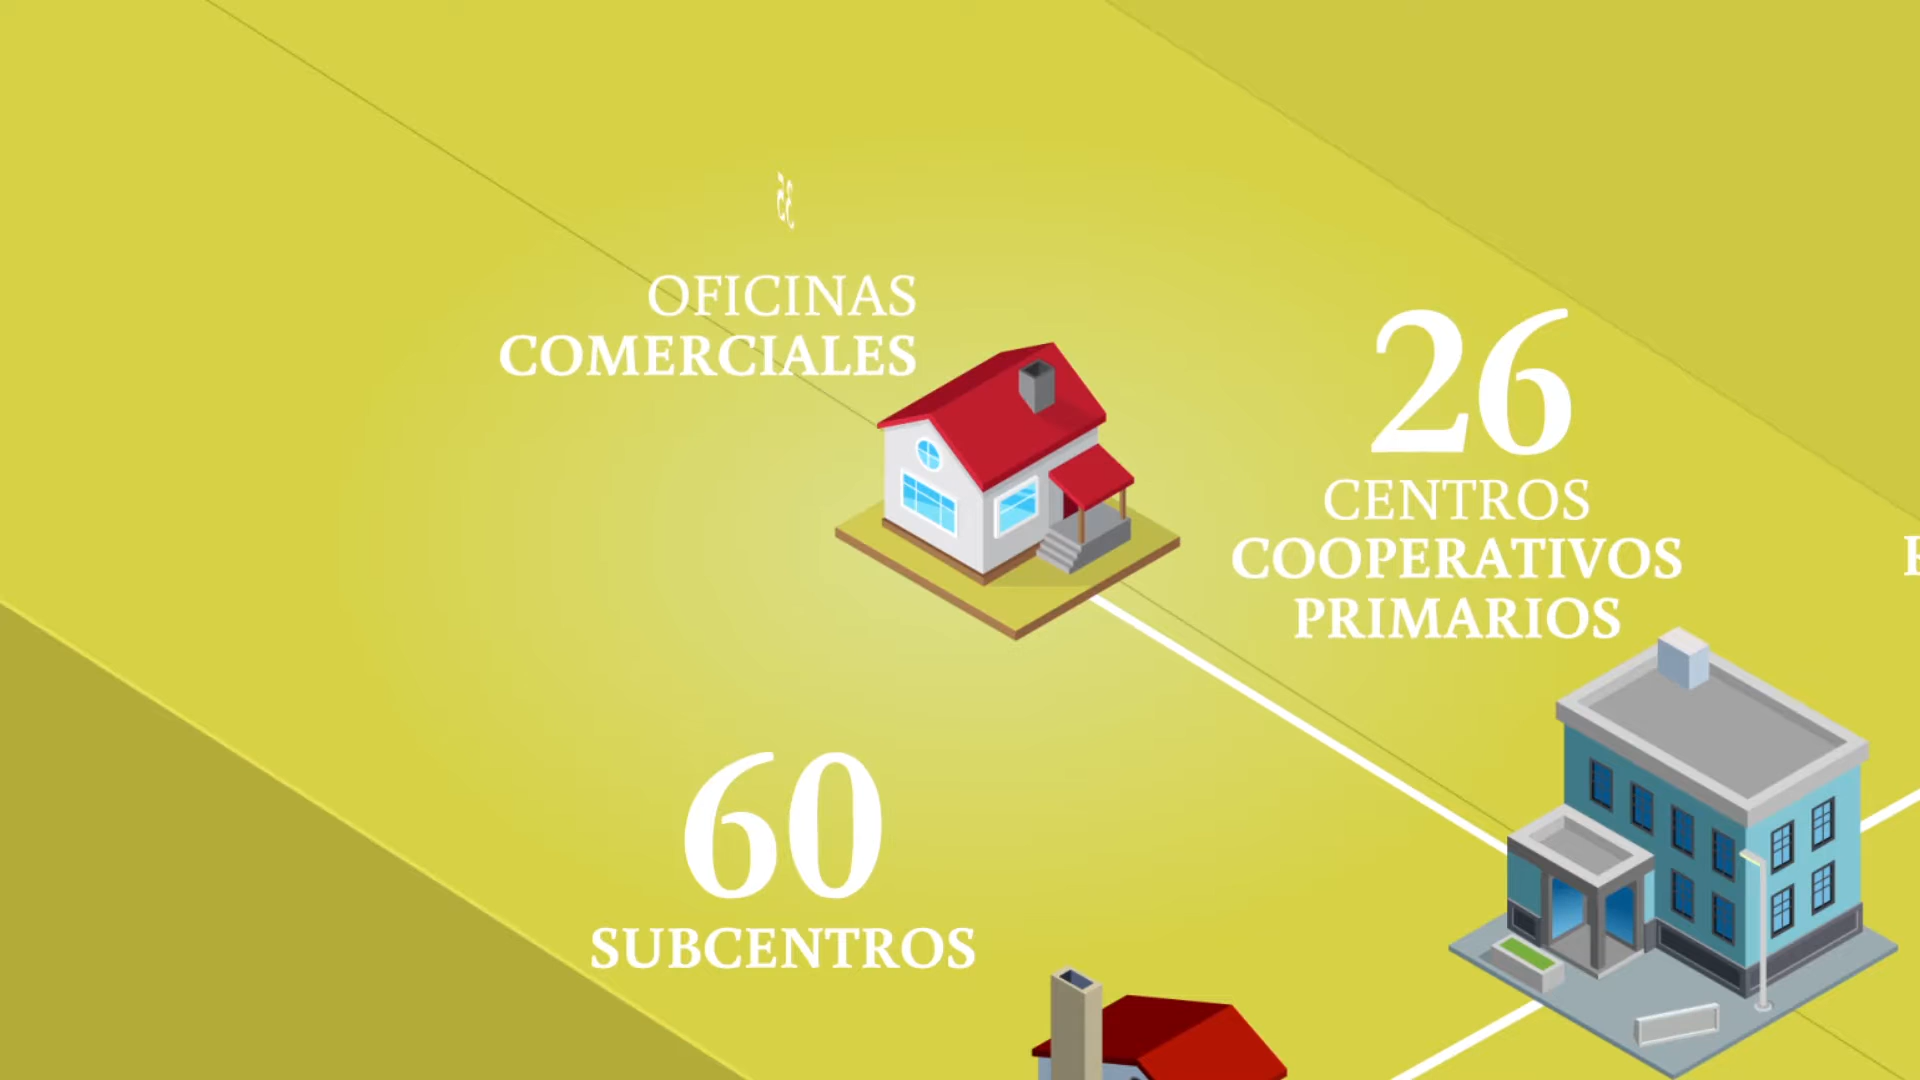 OFICINAS
COMERCIALES
26
CENTROS
COOPERATIVOS
PRIMARIOS
60
SUBCENTROS